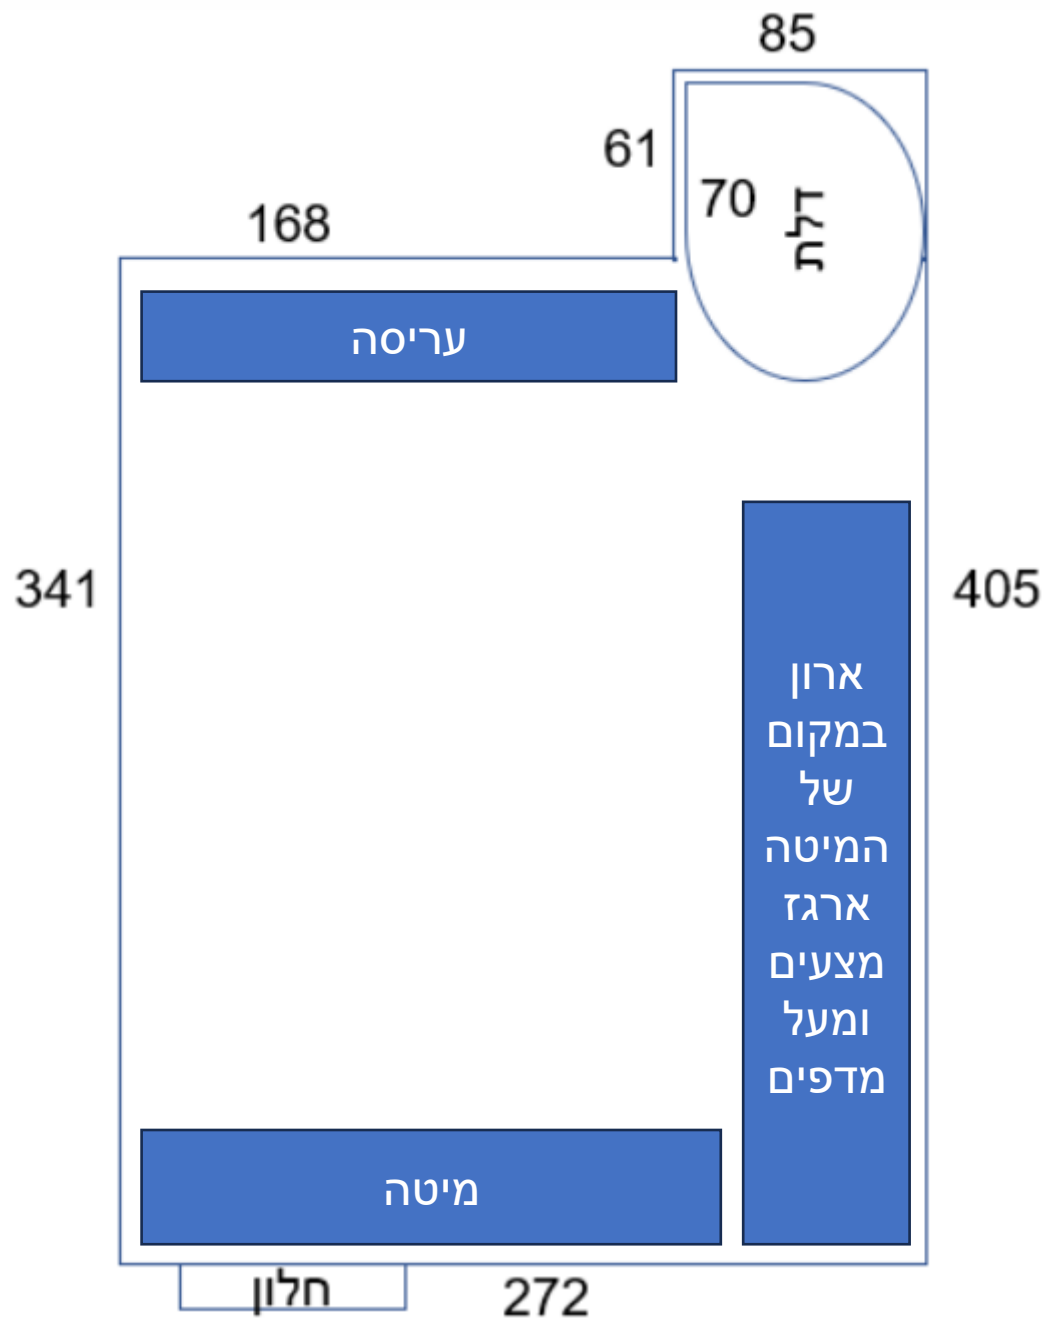 85
61
70
דלת
168
עריסה
341
405
ארון
במקום
של
המיטה
ארגז
מצעים
ומעל
מדפים
מיטה
חלון
272